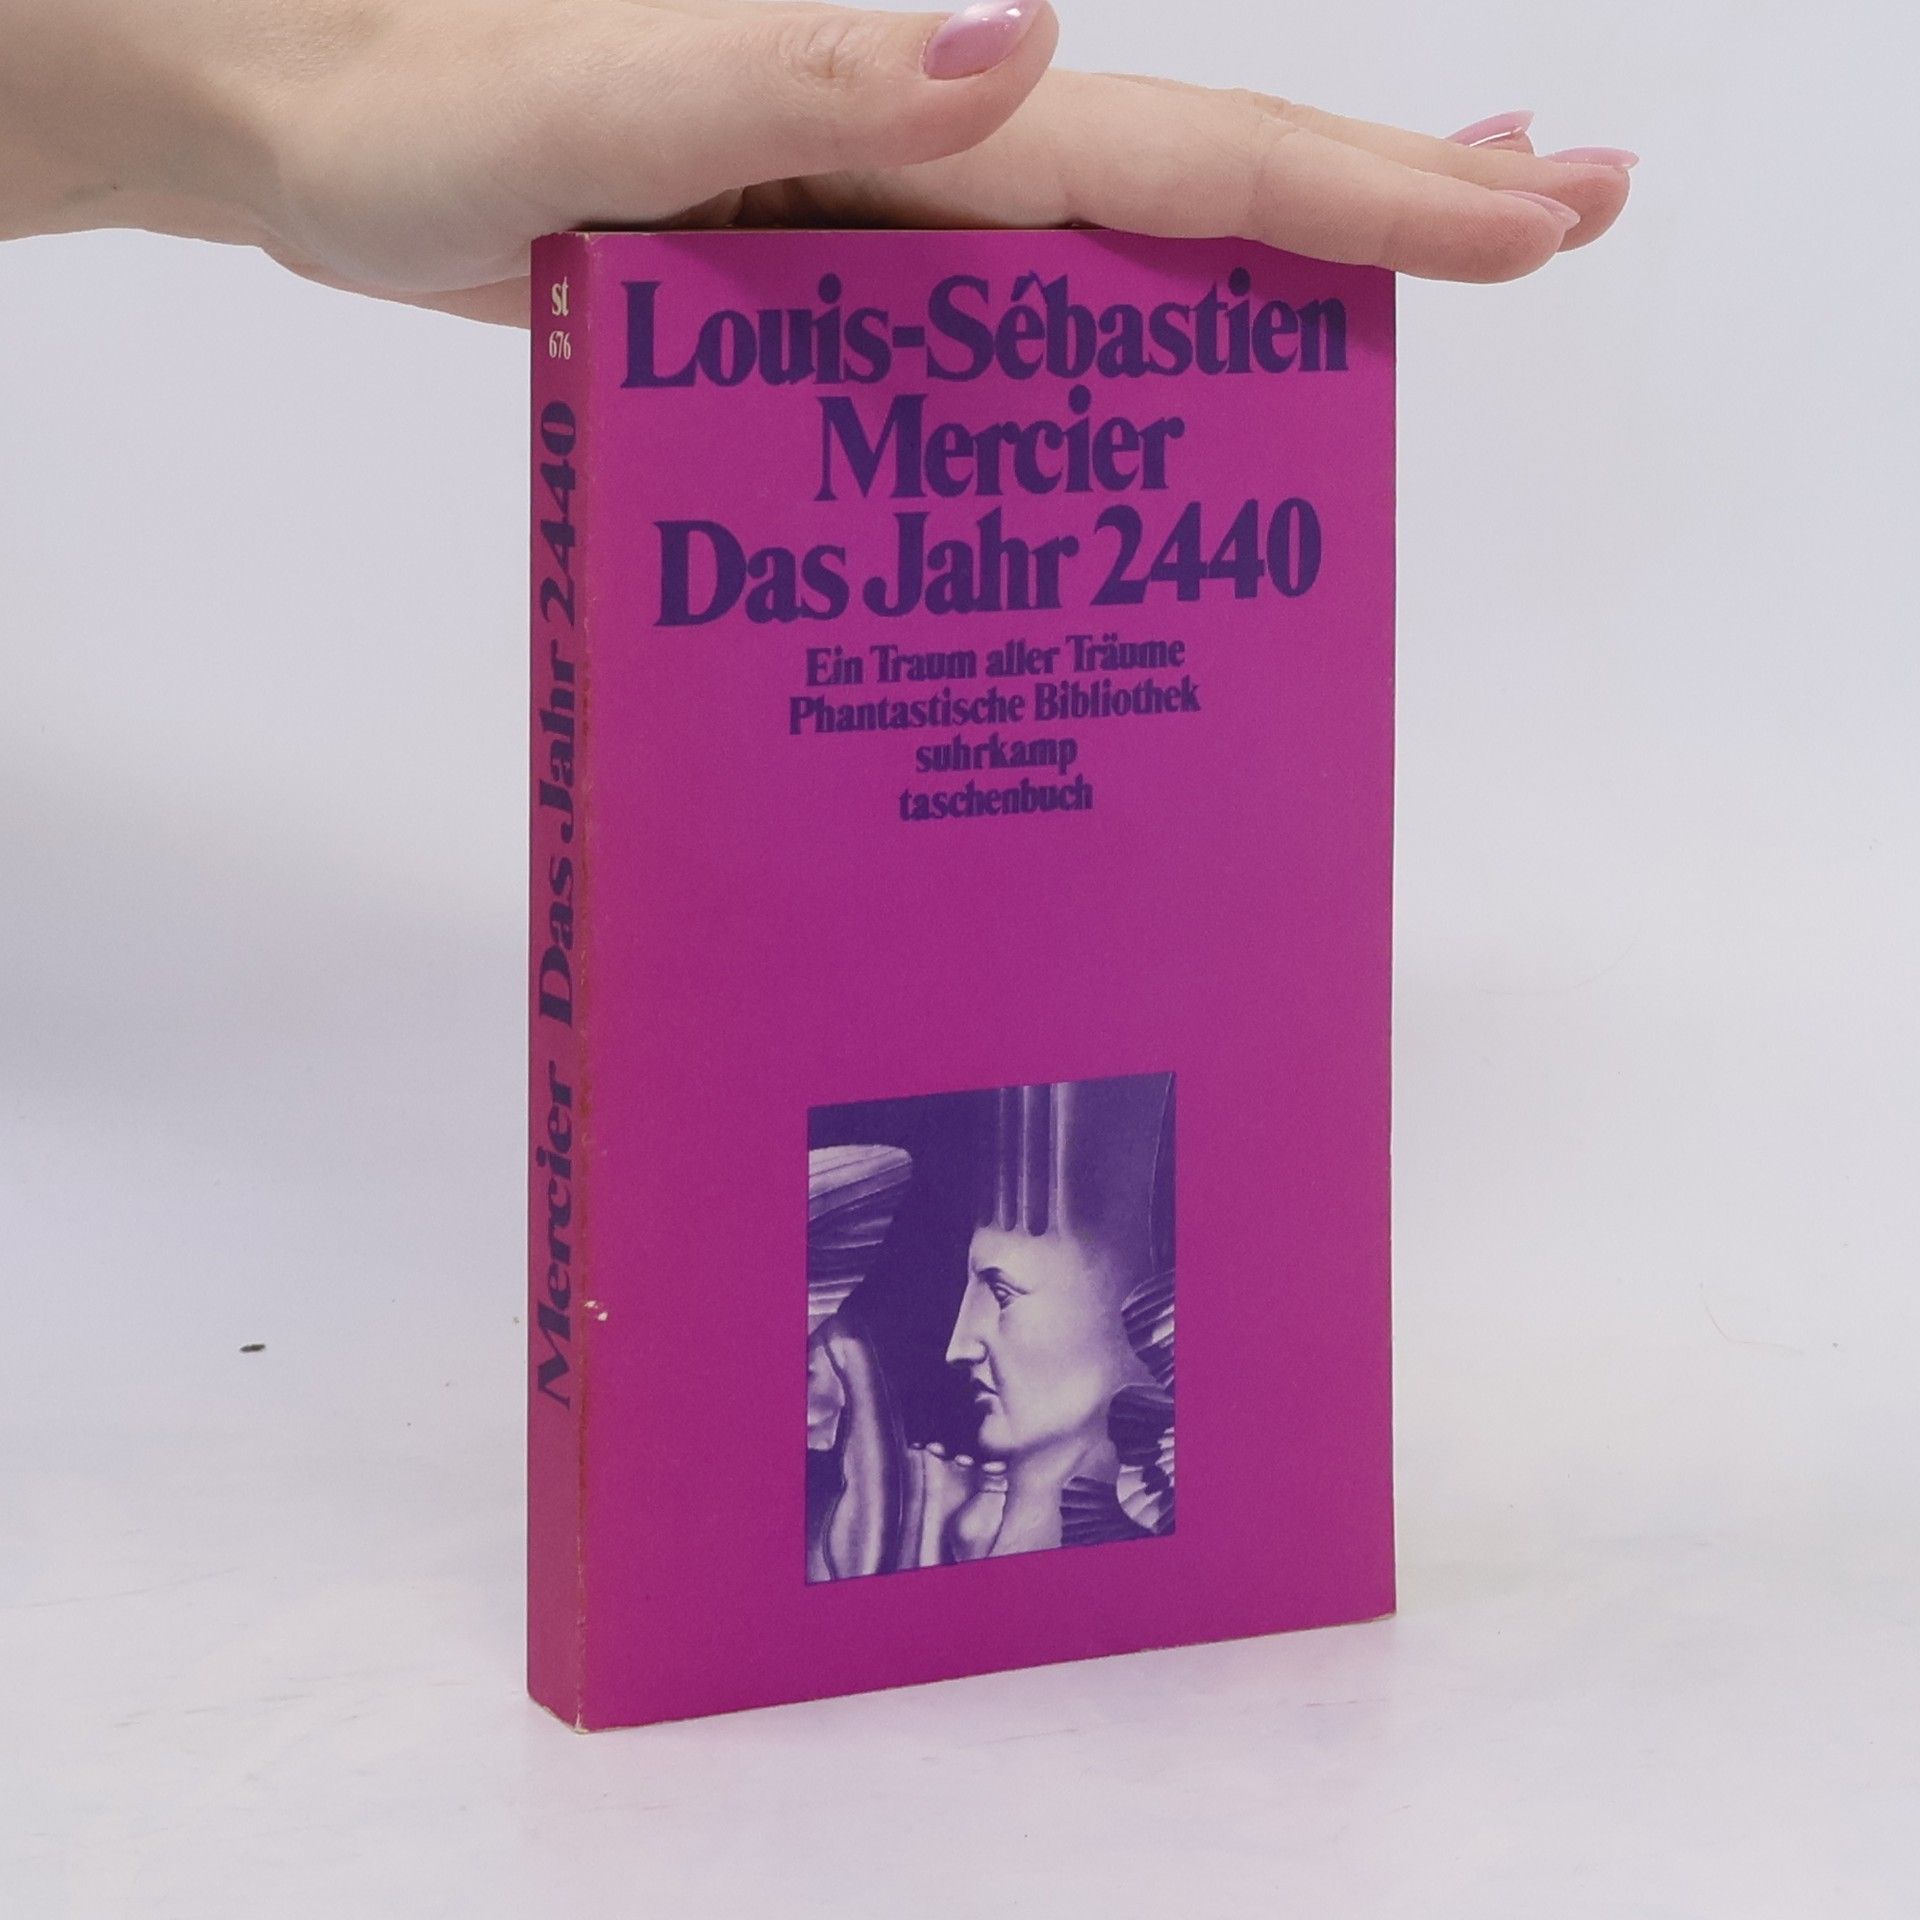 st
676
Mercier Das Jahr 2440
Louis-Sébastien
Mercier
Das Jahr 2440
Ein Traum aller Träume
Phantastische Bibliothek
suhrkamp
taschenbuch